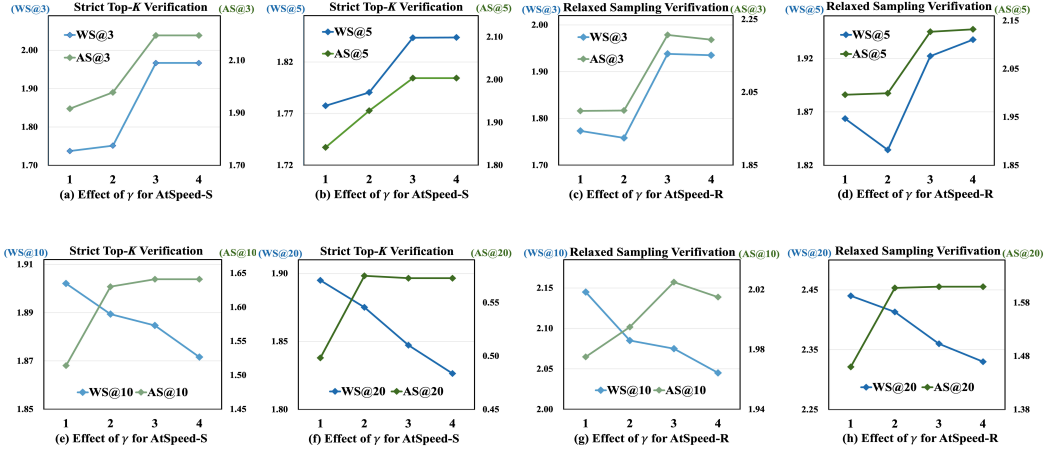 (WS@3) Strict Top-K Verification (AS@3)
WS@3
AS@3
2.00
1.90
1.80
1.70
2.10
1.90
1.70
1 2 3 4
(a) Effect of γ for AtSpeed-S
(WS@5) Strict Top-K Verification (AS@5)
WS@5
AS@5
1.82
1.77
1.72
2.10
2.00
1.90
1.80
1 2 3 4
(b) Effect of γ for AtSpeed-S
(WS@3) Relaxed Sampling Verifivation (AS@3)
WS@3
AS@3
2.00
1.90
1.80
1.70
2.25
2.05
1.85
1 2 3 4
(c) Effect of γ for AtSpeed-R
(WS@5) Relaxed Sampling Verifivation (AS@5)
WS@5
AS@5
1.92
1.87
1.82
2.15
2.05
1.95
1.85
1 2 3 4
(d) Effect of γ for AtSpeed-R
(WS@10) Strict Top-K Verification (AS@10
WS@10 AS@10
1.91
1.89
1.87
1.85
1.65
1.60
1.55
1.50
1.45
1 2 3 4
(e) Effect of γ for AtSpeed-S
(WS@20) Strict Top-K Verification (AS@20)
WS@20 AS@20
1.90
1.85
1.80
0.55
0.50
0.45
1 2 3 4
(f) Effect of γ for AtSpeed-S
(WS@10) Relaxed Sampling Verifivation (AS@10)
WS@10 AS@10
2.15
2.10
2.05
2.00
2.02
1.98
1.94
1 2 3 4
(g) Effect of γ for AtSpeed-R
(WS@20) Relaxed Sampling Verifivation (AS@20)
WS@20 AS@20
2.45
2.35
2.25
1.58
1.48
1.38
1 2 3 4
(h) Effect of γ for AtSpeed-R